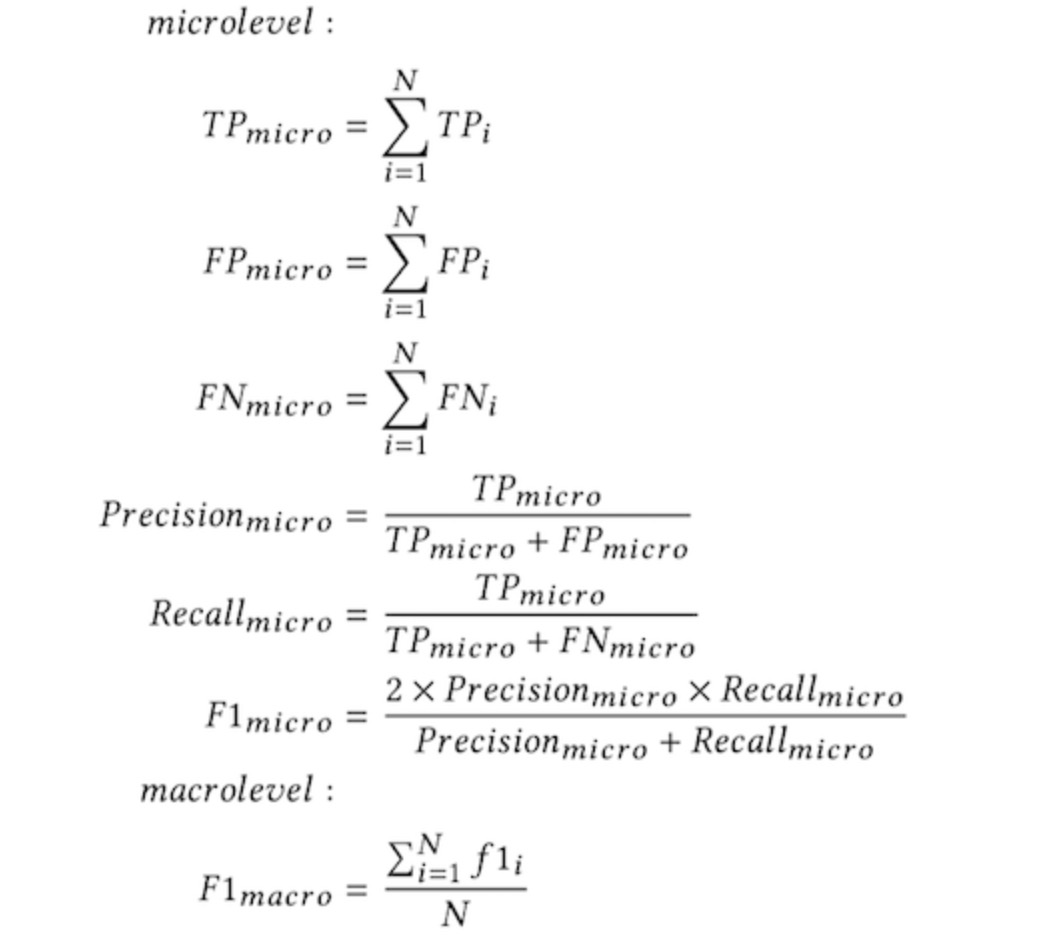 microlevel :
TP_{micro} = \sum_{i=1}^{N} TP_i
FP_{micro} = \sum_{i=1}^{N} FP_i
FN_{micro} = \sum_{i=1}^{N} FN_i
Precision_{micro} = \frac{TP_{micro}}{TP_{micro} + FP_{micro}}
Recall_{micro} = \frac{TP_{micro}}{TP_{micro} + FN_{micro}}
F1_{micro} = \frac{2 × Precision_{micro} × Recall_{micro}}{Precision_{micro} + Recall_{micro}}
macrolevel :
F1_{macro} = \frac{\sum_{i=1}^{N} f1_i}{N}